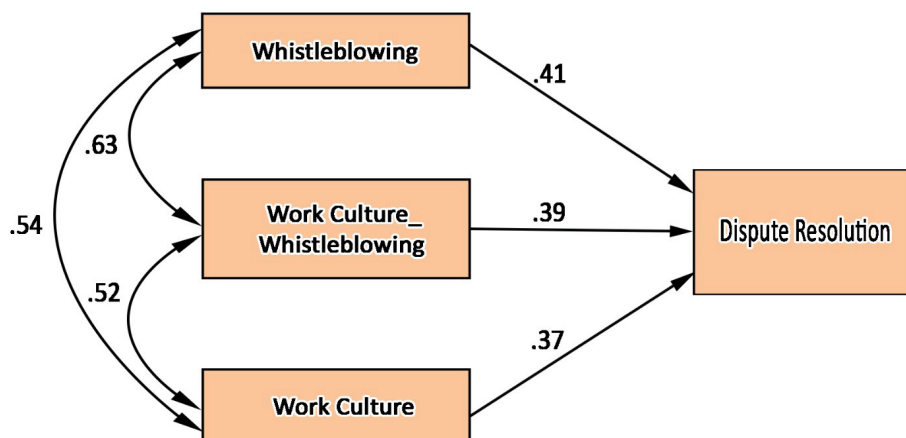 Whistleblowing
.41
.63
Work Culture_
Whistleblowing
.39
Dispute Resolution
.54
.52
.37
Work Culture